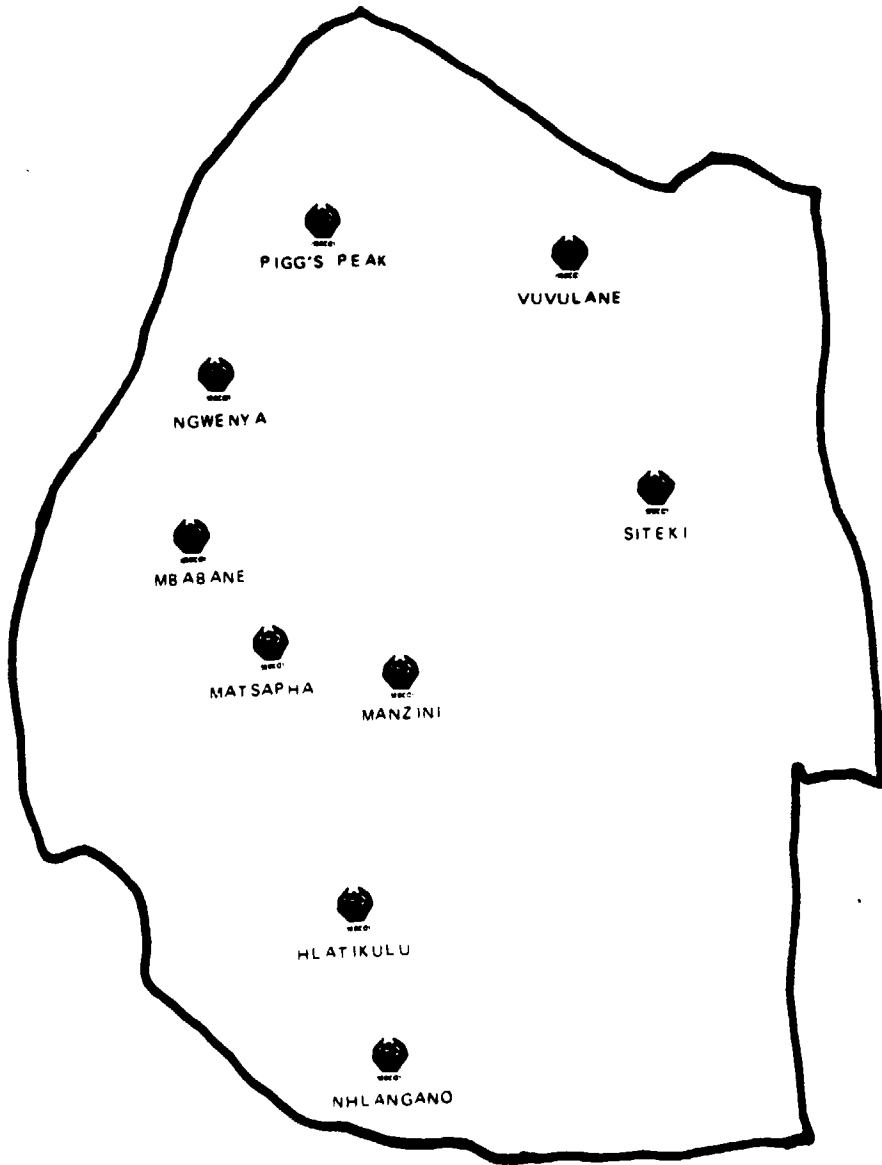 PIGG'S PEAK
VUVULANE
NGWENYA
SITEKI
MBABANE
MATSAPHA
MANZINI
HLATIKULU
NHLANGANO